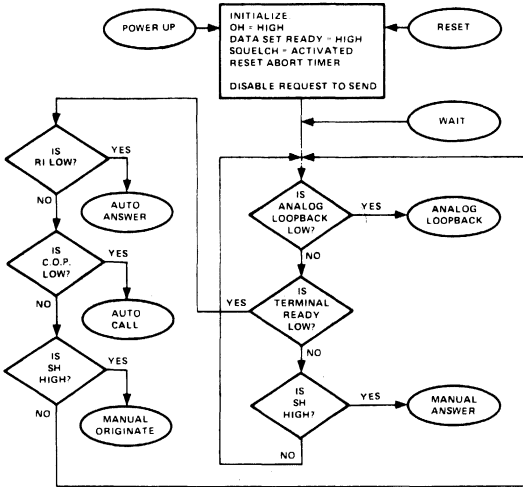 POWER UP
INITIALIZE
OH = HIGH
DATA SET READY = HIGH
SQUELCH = ACTIVATED
RESET ABORT TIMER
DISABLE REQUEST TO SEND
RESET
WAIT
IS
RI LOW?
YES
NO
AUTO
ANSWER
IS
C.O.P.
LOW?
YES
NO
AUTO
CALL
IS
SH
HIGH?
YES
NO
MANUAL
ORIGINATE
IS
ANALOG
LOOPBACK
LOW?
YES
NO
ANALOG
LOOPBACK
YES
IS
TERMINAL
READY
LOW?
NO
IS
SH
HIGH?
YES
NO
MANUAL
ANSWER